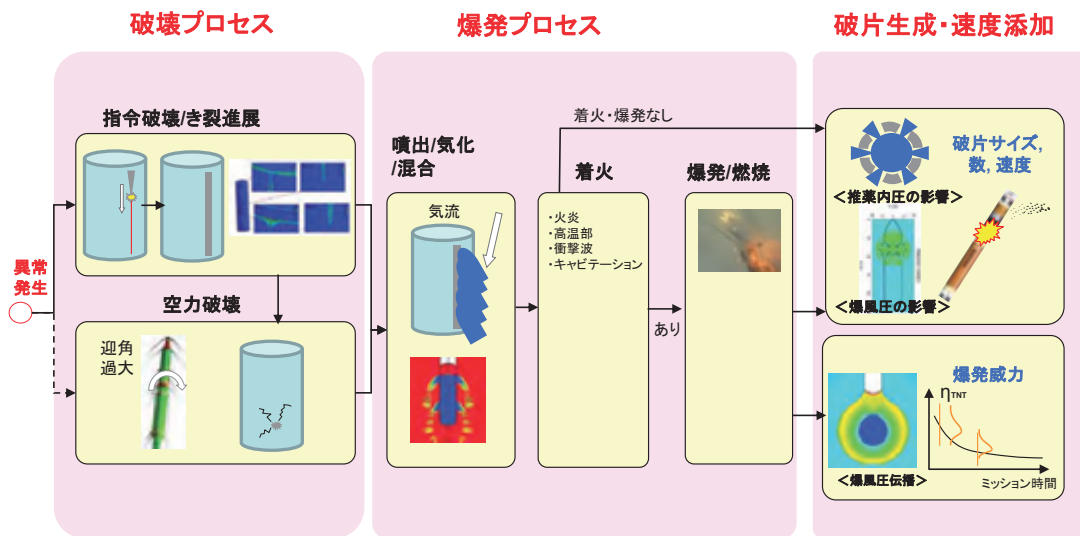 破壊プロセス
爆発プロセス
破片生成・速度添加
指令破壊/き裂進展
異常
発生
空力破壊
迎角
過大
噴出/気化
/混合
気流
着火・爆発なし
着火
・火炎
・高温部
・衝撃波
・キャビテーション
あり
爆発/燃焼
破片サイズ,
数, 速度
＜推薬内圧の影響＞
＜爆風圧の影響＞
爆発威力
ηTNT
＜爆風圧伝播＞
ミッション時間